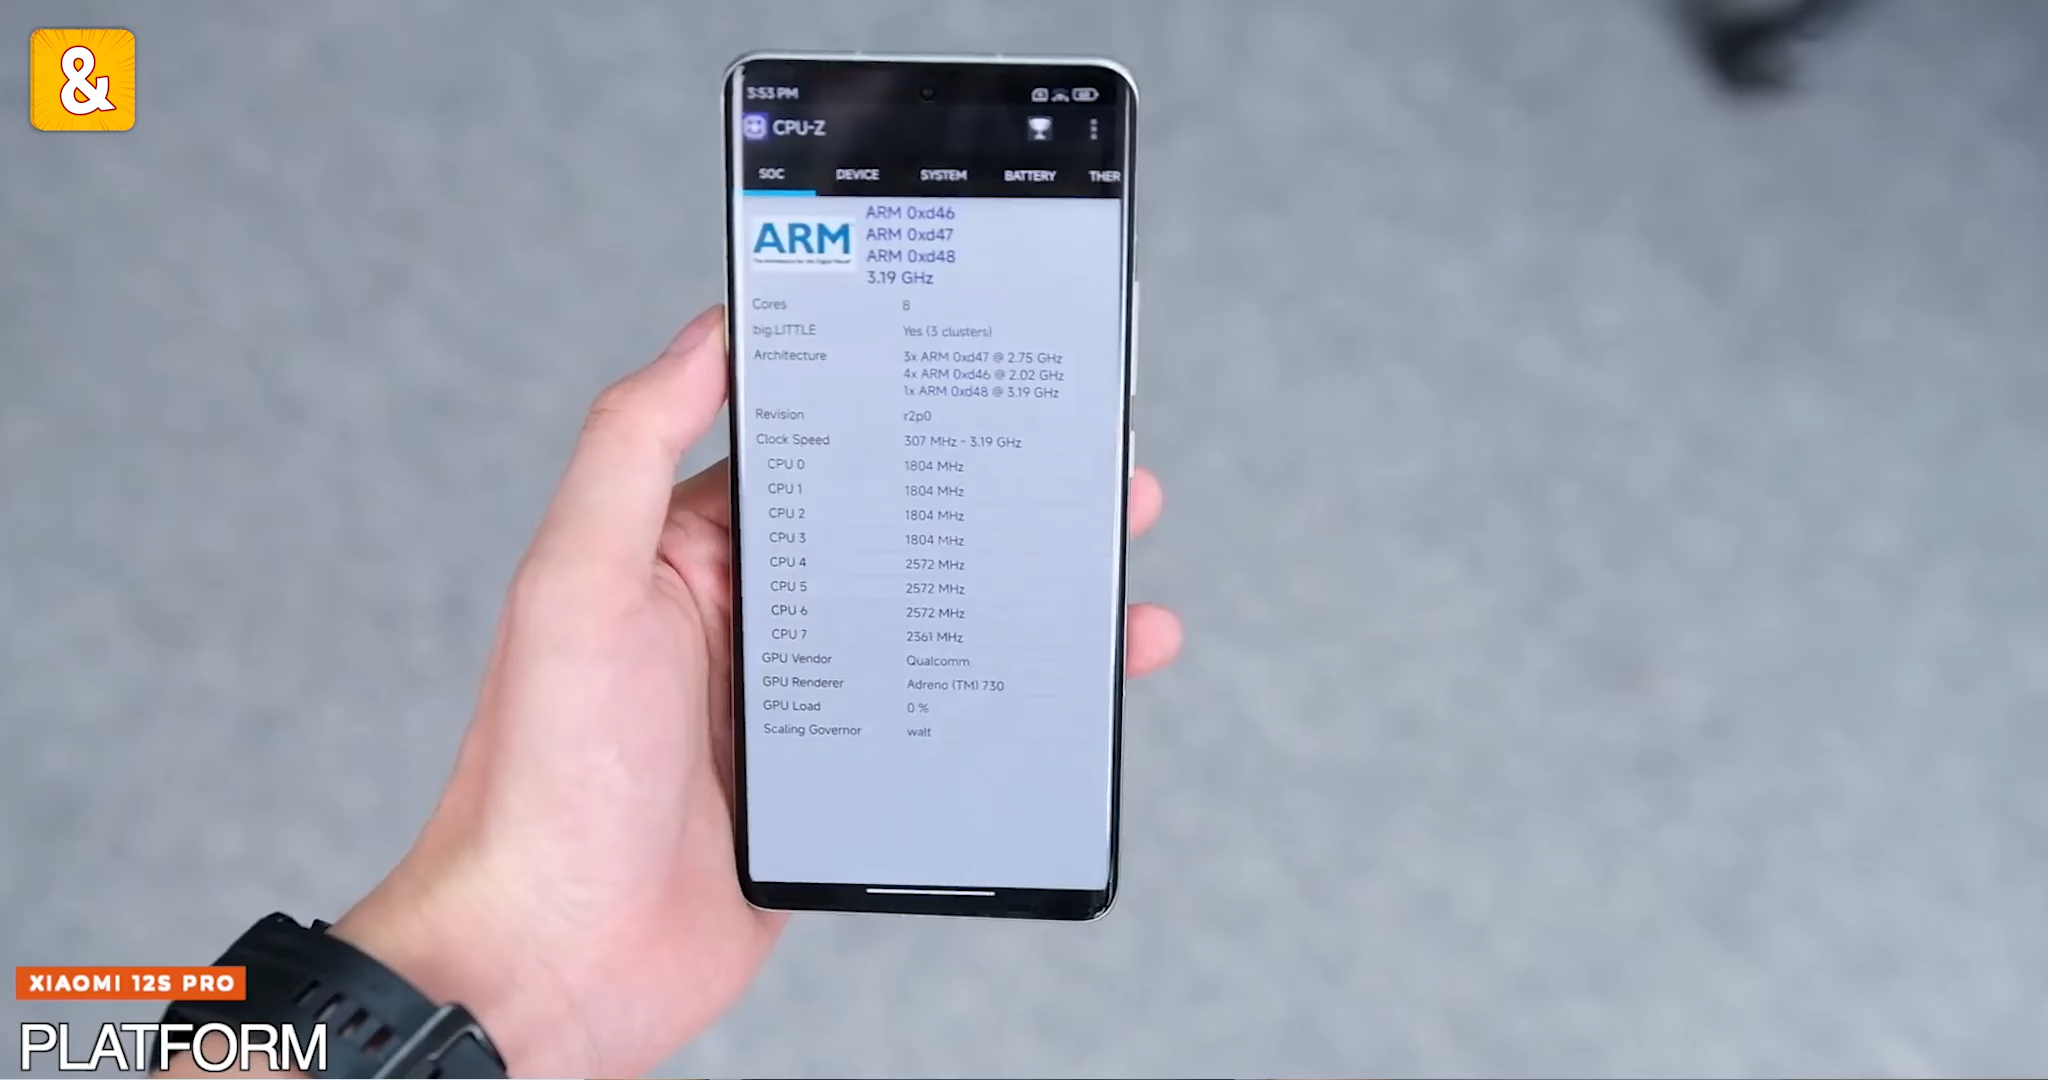 &
3:53 PM
CPU-Z
SOC DEVICE SYSTEM BATTERY THER
ARM
ARM 0xd46
ARM 0xd47
ARM 0xd48
3.19 GHz
Cores 8
big.LITTLE Yes (3 clusters)
Architecture 3x ARM 0xd47 @ 2.75 GHz
4x ARM 0xd46 @ 2.02 GHz
1x ARM 0xd48 @ 3.19 GHz
Revision r2p0
Clock Speed 307 MHz - 3.19 GHz
CPU 0 1804 MHz
CPU 1 1804 MHz
CPU 2 1804 MHz
CPU 3 1804 MHz
CPU 4 2572 MHz
CPU 5 2572 MHz
CPU 6 2572 MHz
CPU 7 2361 MHz
GPU Vendor Qualcomm
GPU Renderer Adreno (TM) 730
GPU Load 0 %
Scaling Governor walt
XIAOMI 12S PRO
PLATFORM